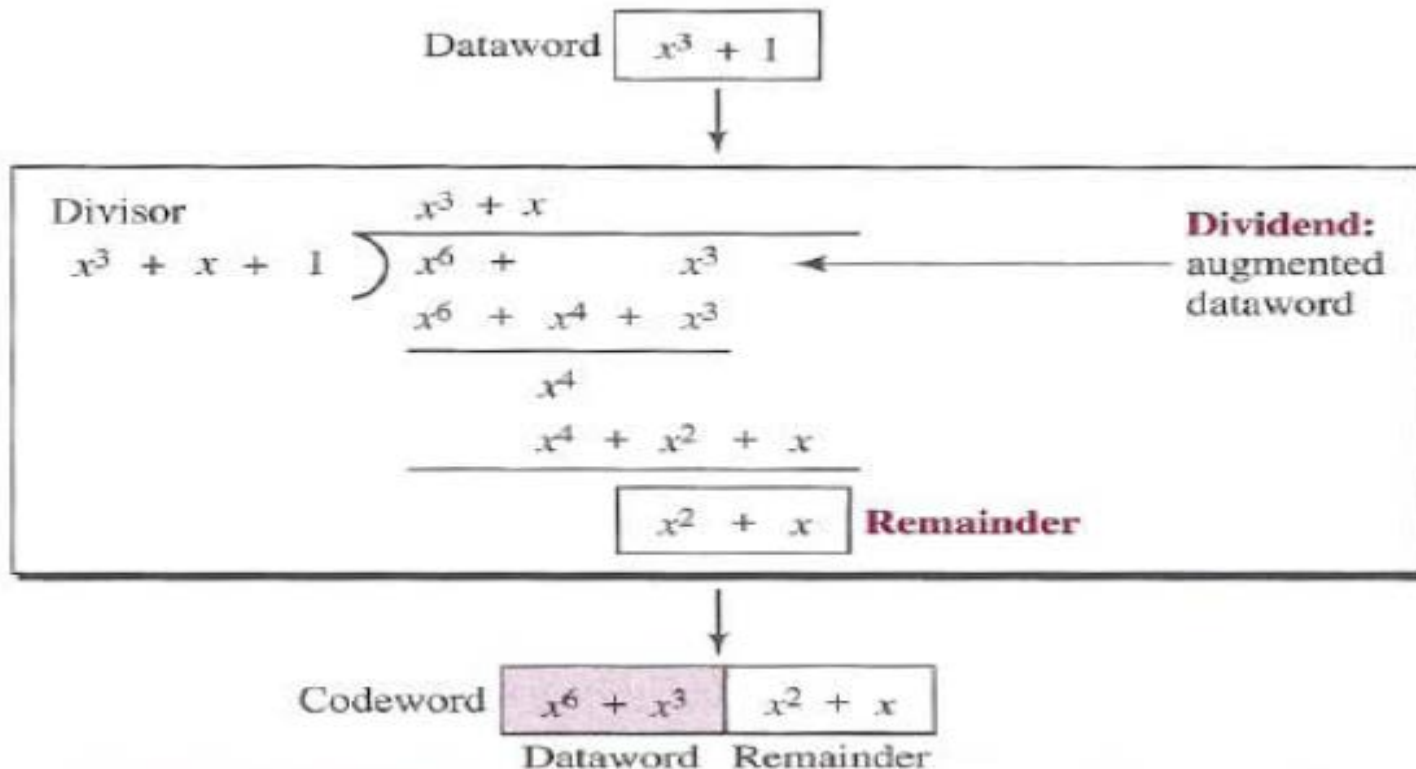 Dataword x³ + 1
Divisor
x³ + x
Dividend:
augmented
dataword
x³ + x + 1 ) x⁶ + x³
x⁶ + x⁴ + x³
x⁴
x⁴ + x² + x
x² + x Remainder
Codeword x⁶ + x³ x² + x
Dataword Remainder